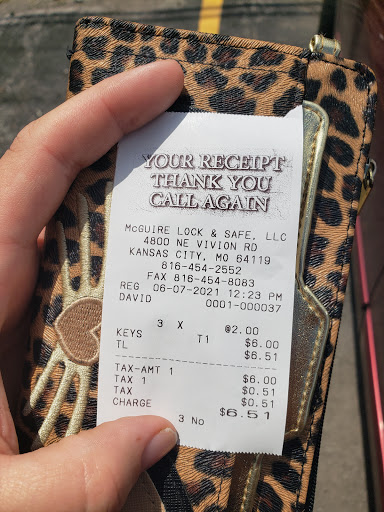 YOUR RECEIPT
THANK YOU
CALL AGAIN
McGUIRE LOCK & SAFE, LLC
4800 NE VIVION RD
KANSAS CITY, MO 64119
816-454-2552
FAX 816-454-8083
REG 06-07-2021 12:23 PM
DAVID 0001-000037
3 X @2.00
KEYS T1 $6.00
TL $6.51
TAX-AMT 1 $6.00
TAX 1 $0.51
TAX $0.51
CHARGE $6.51
3 No